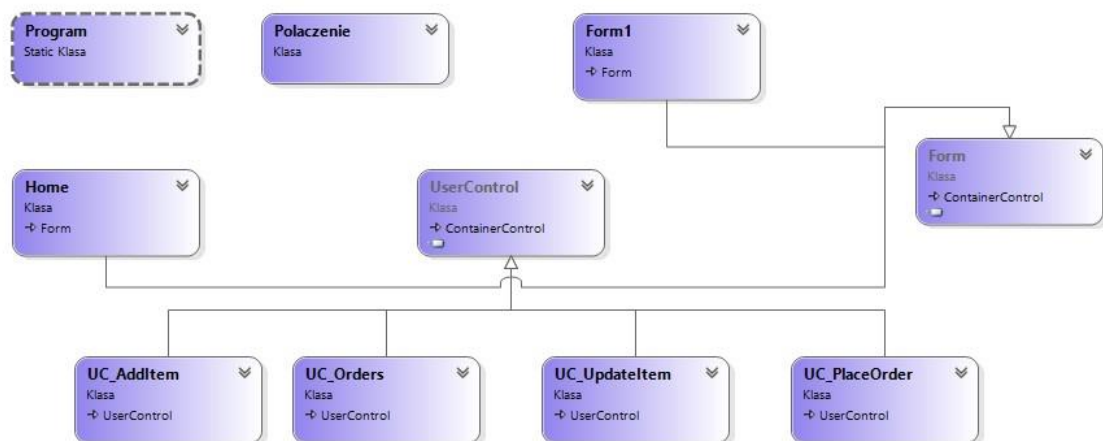 Program
Static Klasa
Polaczenie
Klasa
Form1
Klasa
Form
Form
Klasa
ContainerControl
Home
Klasa
Form
UserControl
Klasa
ContainerControl
UC_AddItem
Klasa
UserControl
UC_Orders
Klasa
UserControl
UC_UpdateItem
Klasa
UserControl
UC_PlaceOrder
Klasa
UserControl